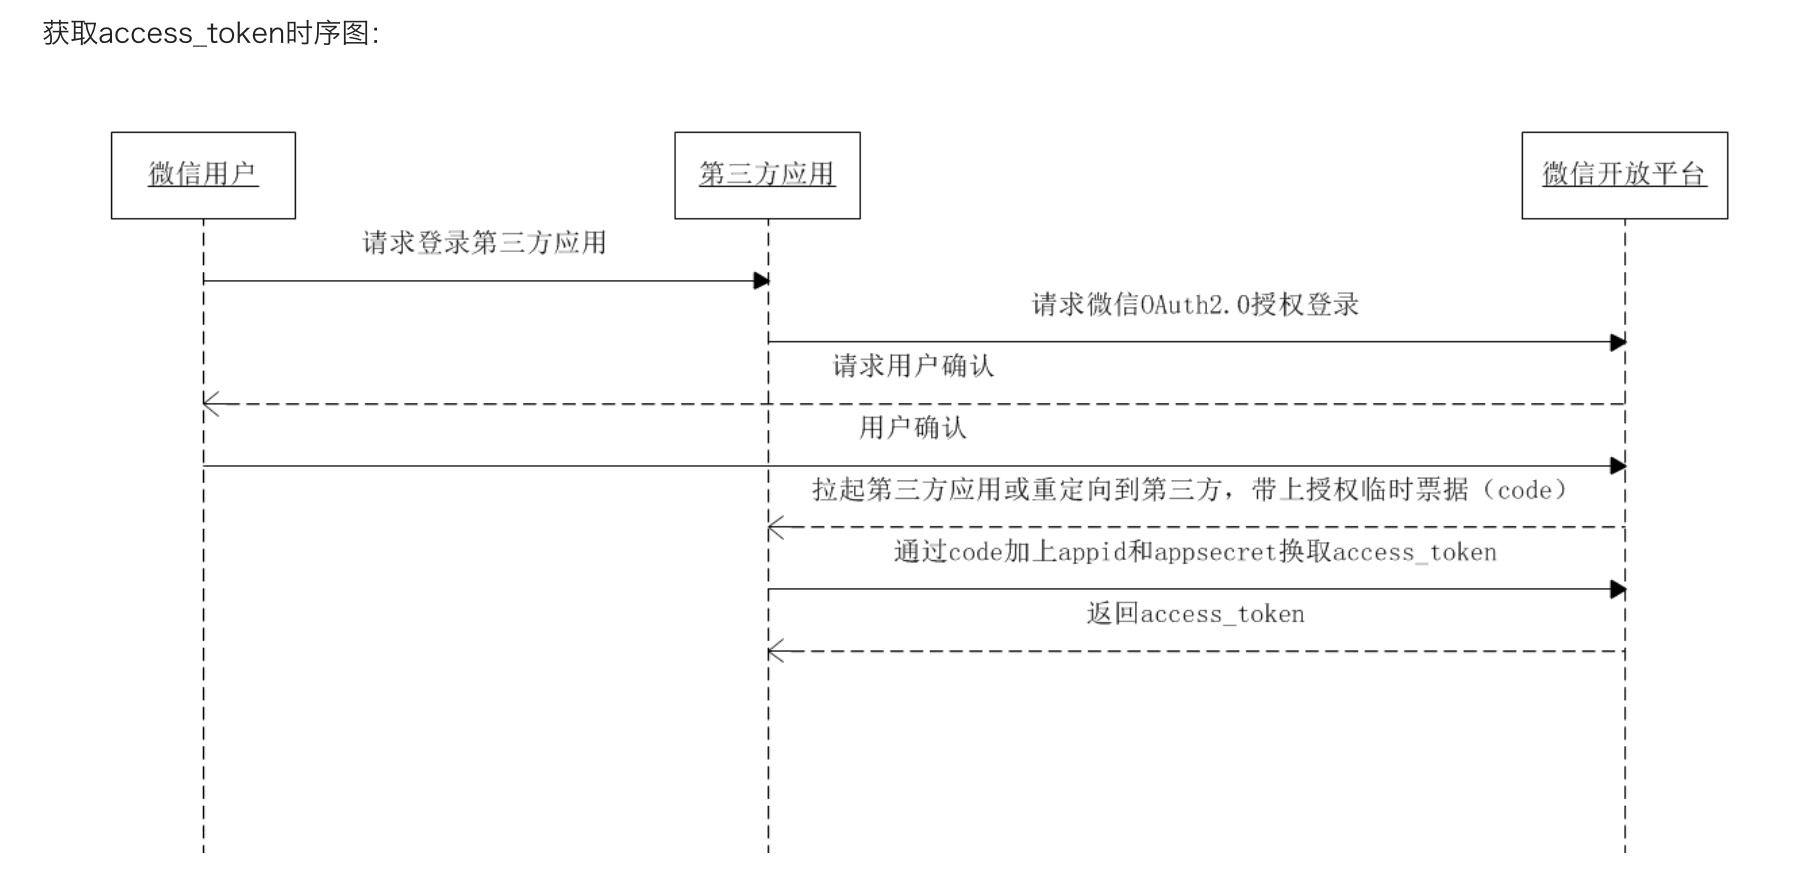 获取access_token时序图：
微信用户
第三方应用
微信开放平台
请求登录第三方应用
请求微信OAuth2.0授权登录
请求用户确认
用户确认
拉起第三方应用或重定向到第三方，带上授权临时票据（code）
通过code加上appid和appsecret换取access_token
返回access_token